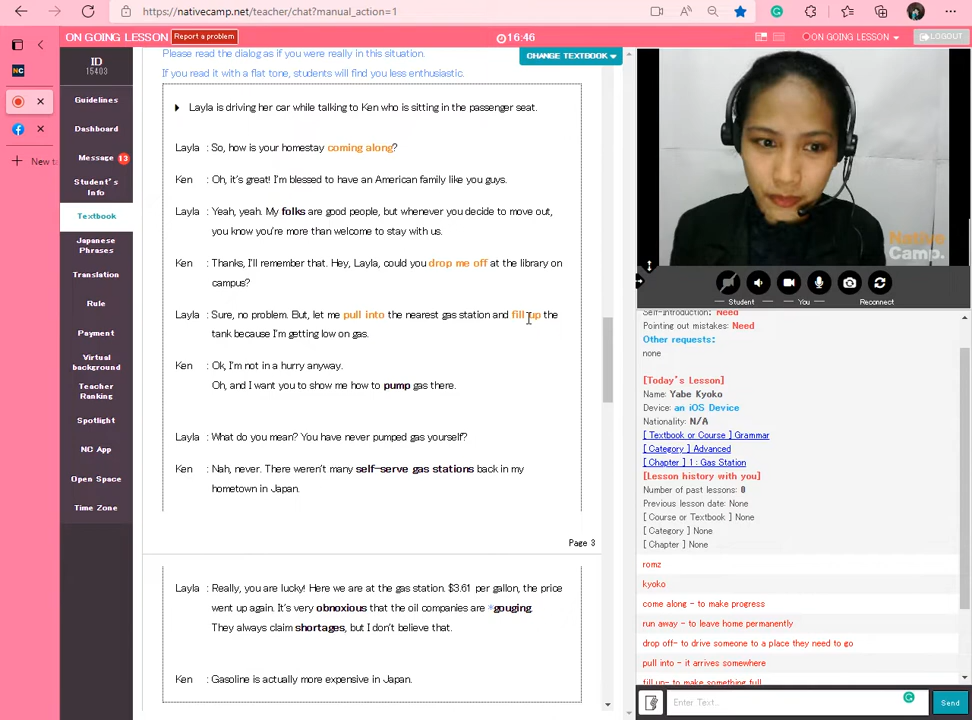 https://nativecamp.net/teacher/chat?manual_action=1
ON GOING LESSON
Report a problem
16:46
ON GOING LESSON
LOGOUT
NC
New ta
ID
15403
Guidelines
Dashboard
Message 13
Student's
Info
Textbook
Japanese
Phrases
Translation
Rule
Payment
Virtual
background
Teacher
Ranking
Spotlight
NC App
Open Space
Time Zone
Please read the dialog as if you were really in this situation.
CHANGE TEXTBOOK
If you read it with a flat tone, students will find you less enthusiastic.
Layla is driving her car while talking to Ken who is sitting in the passenger seat.
Layla : So, how is your homestay coming along?
Ken : Oh, it's great! I'm blessed to have an American family like you guys.
Layla : Yeah, yeah. My folks are good people, but whenever you decide to move out,
you know you're more than welcome to stay with us.
Ken : Thanks, I'll remember that. Hey, Layla, could you drop me off at the library on
campus?
Layla : Sure, no problem. But, let me pull into the nearest gas station and fill up the
tank because I'm getting low on gas.
Ken : Ok, I'm not in a hurry anyway.
Oh, and I want you to show me how to pump gas there.
Layla : What do you mean? You have never pumped gas yourself?
Ken : Nah, never. There weren't many self-serve gas stations back in my
hometown in Japan.
Page 3
Layla : Really, you are lucky! Here we are at the gas station. $3.61 per gallon, the price
went up again. It's very obnoxious that the oil companies are *gouging.
They always claim shortages, but I don't believe that.
Ken : Gasoline is actually more expensive in Japan.
Native
Camp.
Student
You
Reconnect
Self-introduction: Need
Pointing out mistakes: Need
Other requests:
none
[Today's Lesson]
Name: Yabe Kyoko
Device: an iOS Device
Nationality: N/A
[ Textbook or Course ] Grammar
[ Category ] Advanced
[ Chapter ] 1 : Gas Station
[Lesson history with you]
Number of past lessons: 0
Previous lesson date: None
[ Course or Textbook ] None
[ Category ] None
[ Chapter ] None
romz
kyoko
come along - to make progress
run away - to leave home permanently
drop off- to drive someone to a place they need to go
pull into - it arrives somewhere
fill up- to make something full
Enter Text..
Send